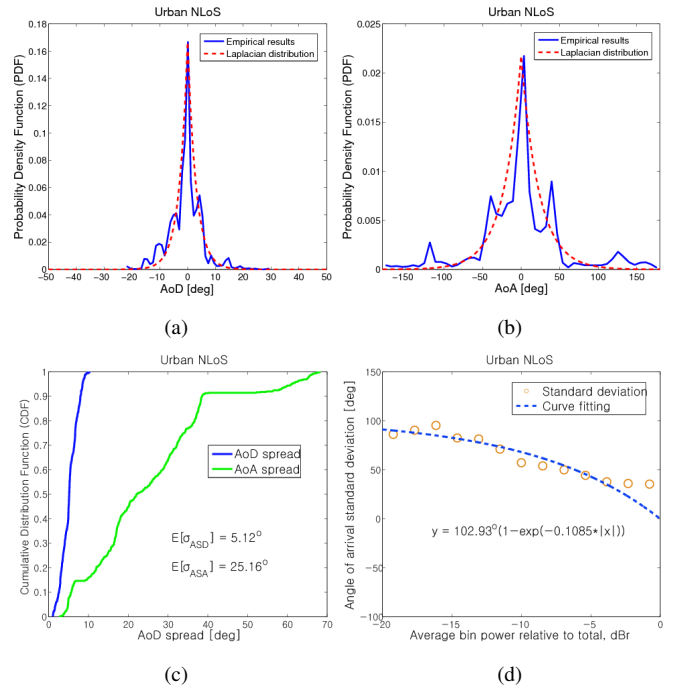 Urban NLoS
Probability Density Function (PDF)
0.18
0.16
0.14
0.12
0.1
0.08
0.06
0.04
0.02
0
Empirical results
Laplacian distribution
-50 -40 -30 -20 -10 0 10 20 30 40 50
AoD [deg]
(a)
Urban NLoS
Probability Density Function (PDF)
0.025
0.02
0.015
0.01
0.005
0
Empirical results
Laplacian distribution
-150 -100 -50 0 50 100 150
AoA [deg]
(b)
Urban NLoS
Cumulative Distribution Function (CDF)
1
0.9
0.8
0.7
0.6
0.5
0.4
0.3
0.2
0.1
0
AoD spread
AoA spread
E[σASD] = 5.12°
E[σASA] = 25.16°
0 10 20 30 40 50 60 70
AoD spread [deg]
(c)
Urban NLoS
Angle of arrival standard deviation [deg]
150
100
50
0
−50
−100
Standard deviation
Curve fitting
y = 102.93°(1−exp(−0.1085*|x|))
−20 −15 −10 −5 0
Average bin power relative to total, dBr
(d)